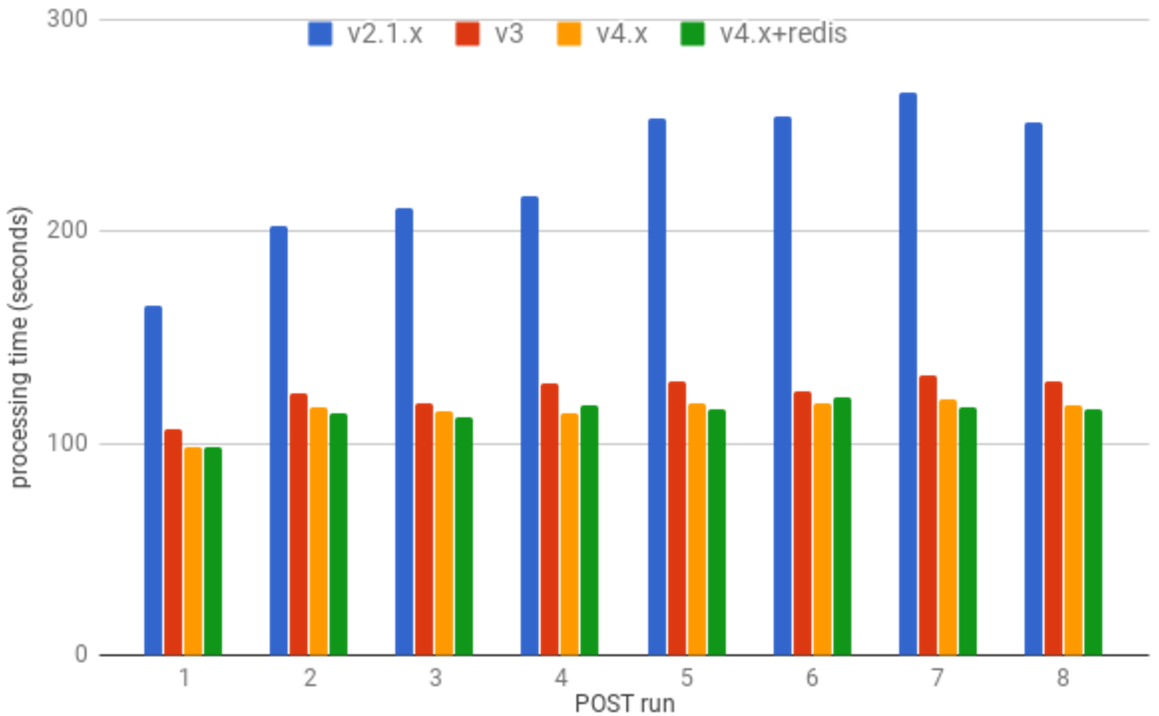 300
v2.1.x v3 v4.x v4.x+redis
200
100
0
processing time (seconds)
1 2 3 4 5 6 7 8
POST run